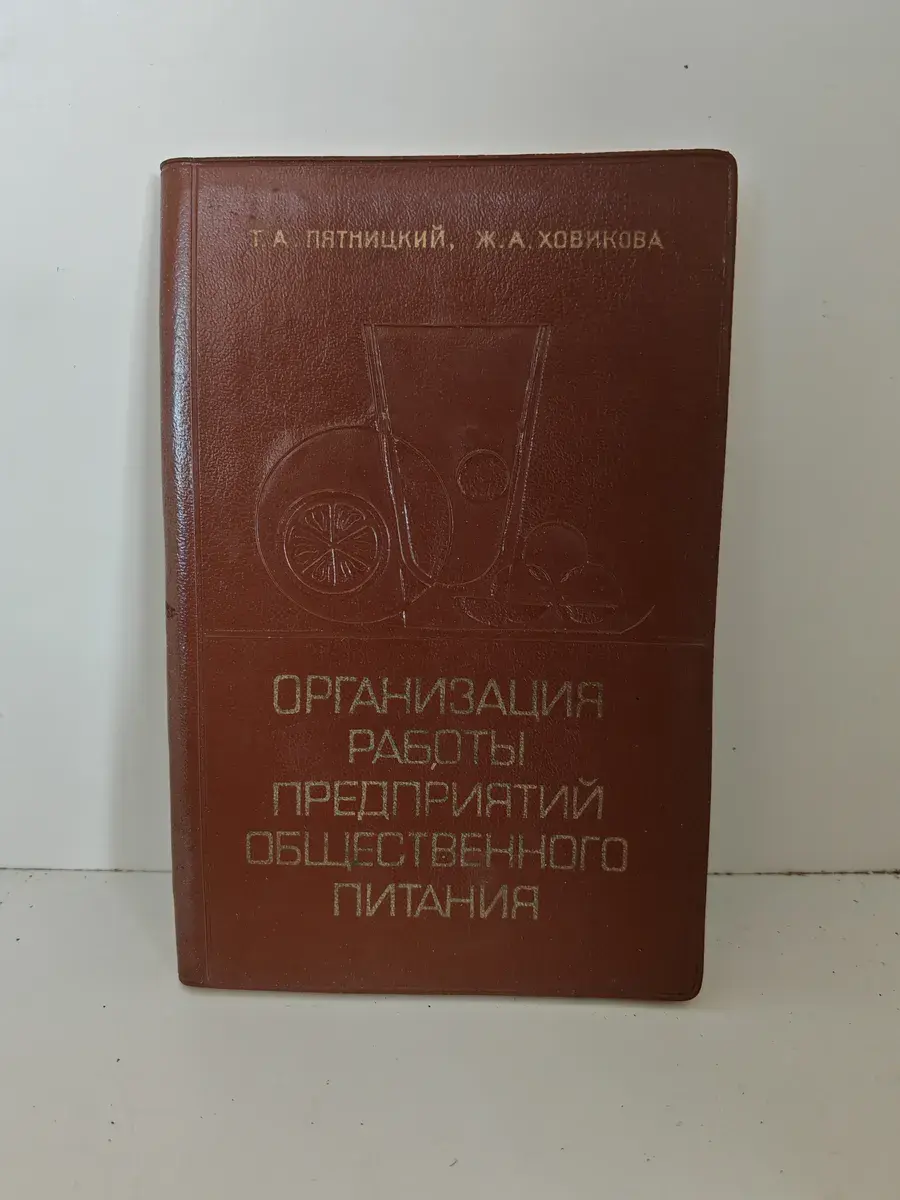 Т.А. ПЯТНИЦКИЙ, Ж.А. ХОВИКОВА
ОРГАНИЗАЦИЯ
РАБОТЫ
ПРЕДПРИЯТИЙ
ОБЩЕСТВЕННОГО
ПИТАНИЯ